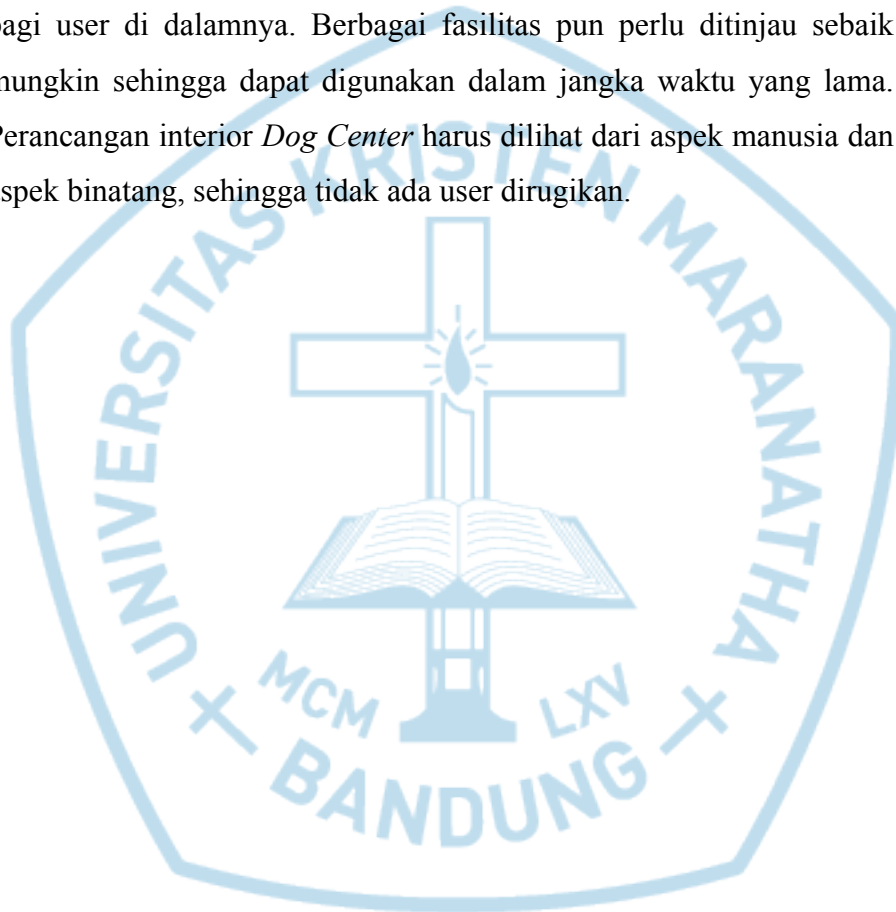 bagi user di dalamnya. Berbagai fasilitas pun perlu ditinjau sebaik
mungkin sehingga dapat digunakan dalam jangka waktu yang lama.
Perancangan interior Dog Center harus dilihat dari aspek manusia dan
aspek binatang, sehingga tidak ada user dirugikan.
UNIVERSITAS KRISTEN MARANATHA
MCM LXV
BANDUNG